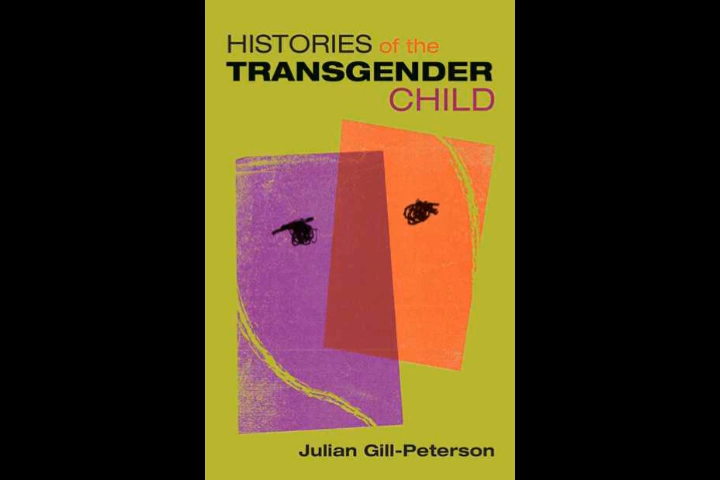 HISTORIES of the
TRANSGENDER
CHILD
Julian Gill-Peterson